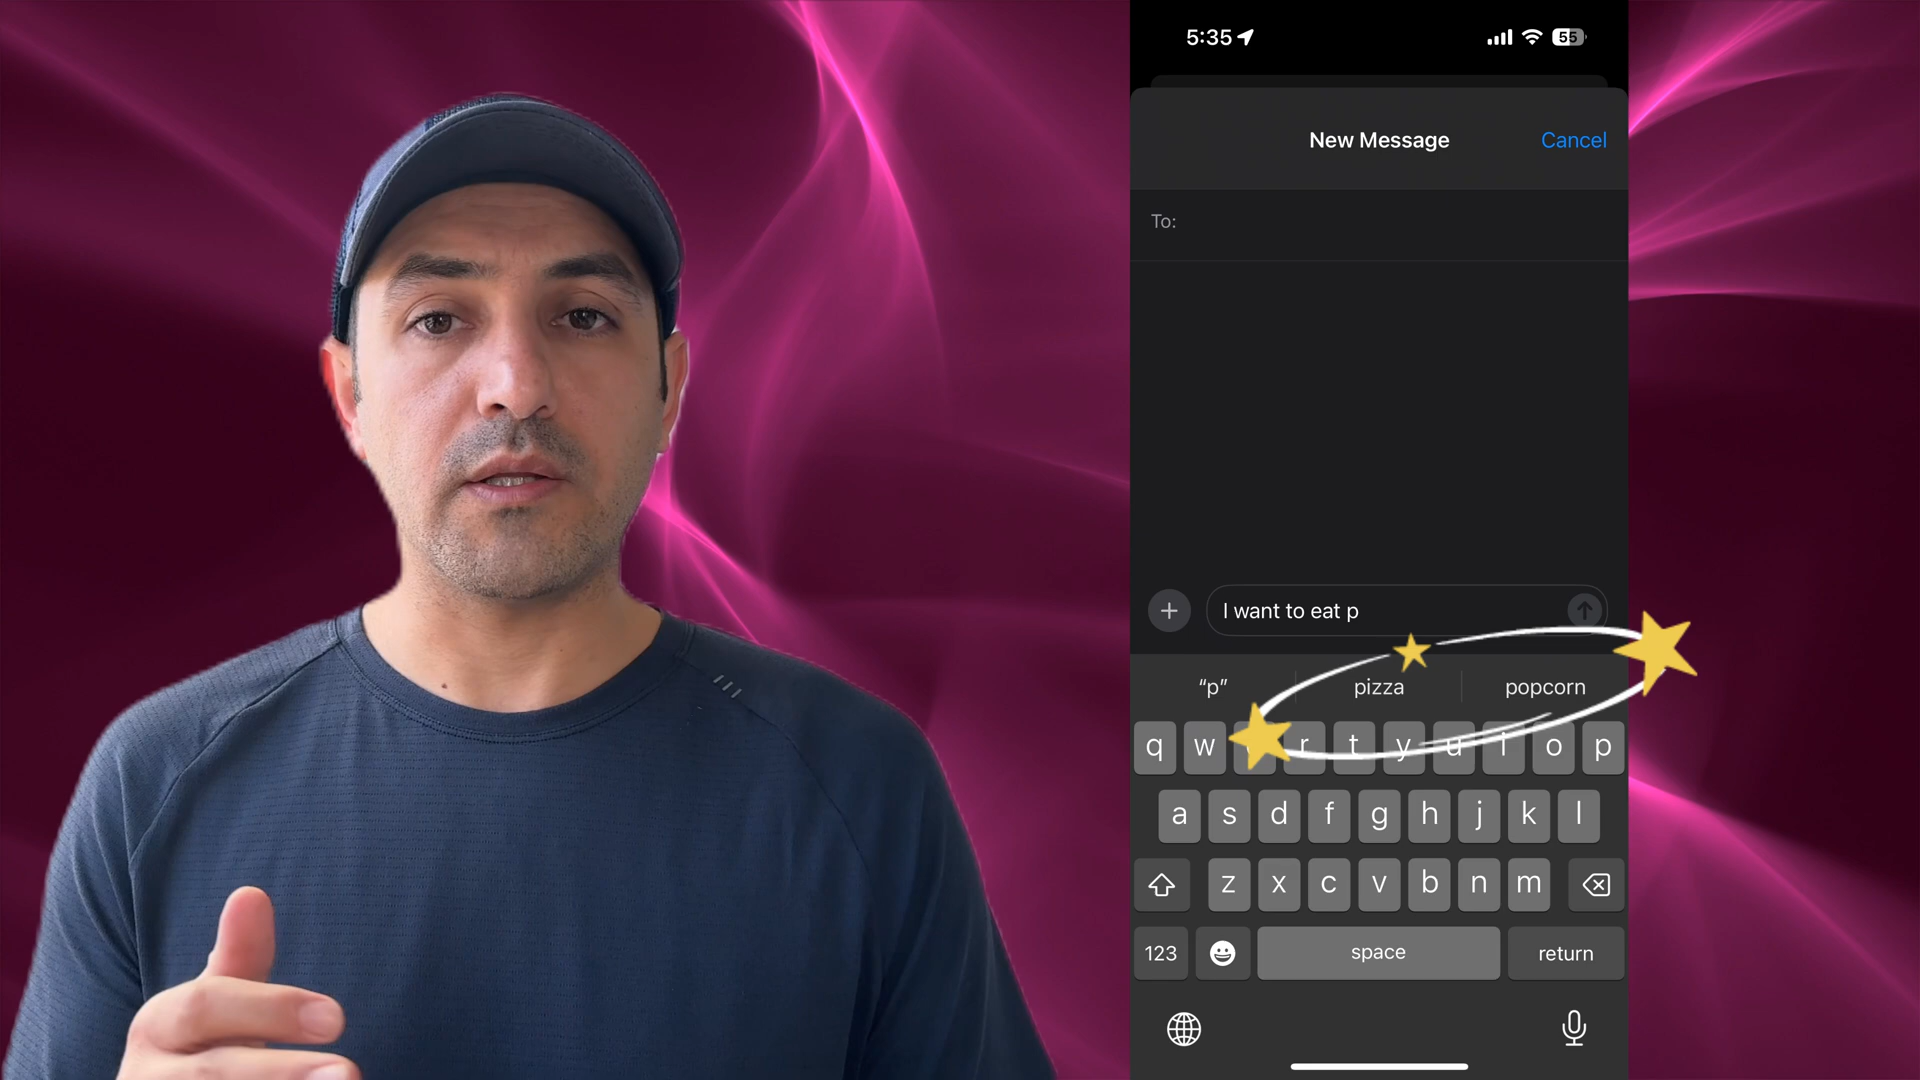 5:35
55
New Message
Cancel
To:
I want to eat p
“p”
pizza
popcorn
q w r t y u i o p
a s d f g h j k l
z x c v b n m
123
space
return